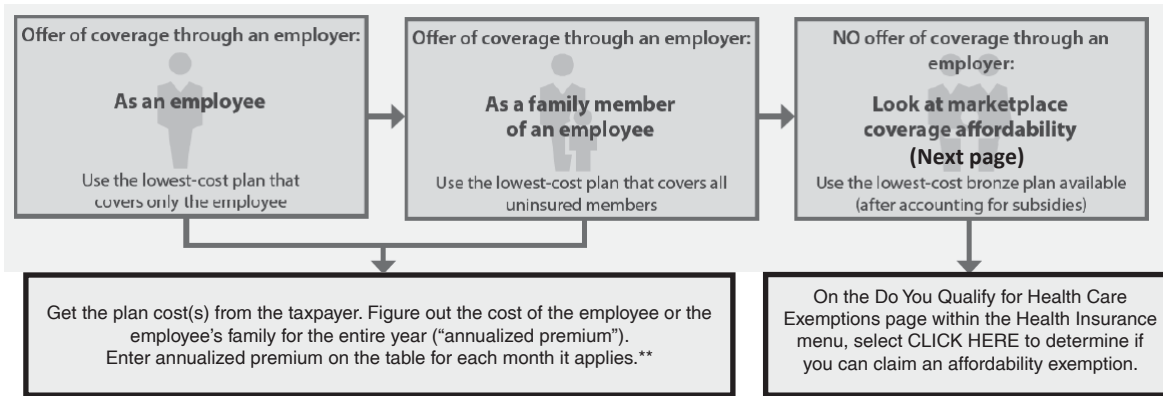 Offer of coverage through an employer:
As an employee
Use the lowest-cost plan that
covers only the employee
Offer of coverage through an employer:
As a family member
of an employee
Use the lowest-cost plan that covers all
uninsured members
NO offer of coverage through an
employer:
Look at marketplace
coverage affordability
(Next page)
Use the lowest-cost bronze plan available
(after accounting for subsidies)
Get the plan cost(s) from the taxpayer. Figure out the cost of the employee or the
employee's family for the entire year (“annualized premium”).
Enter annualized premium on the table for each month it applies.**
On the Do You Qualify for Health Care
Exemptions page within the Health Insurance
menu, select CLICK HERE to determine if
you can claim an affordability exemption.